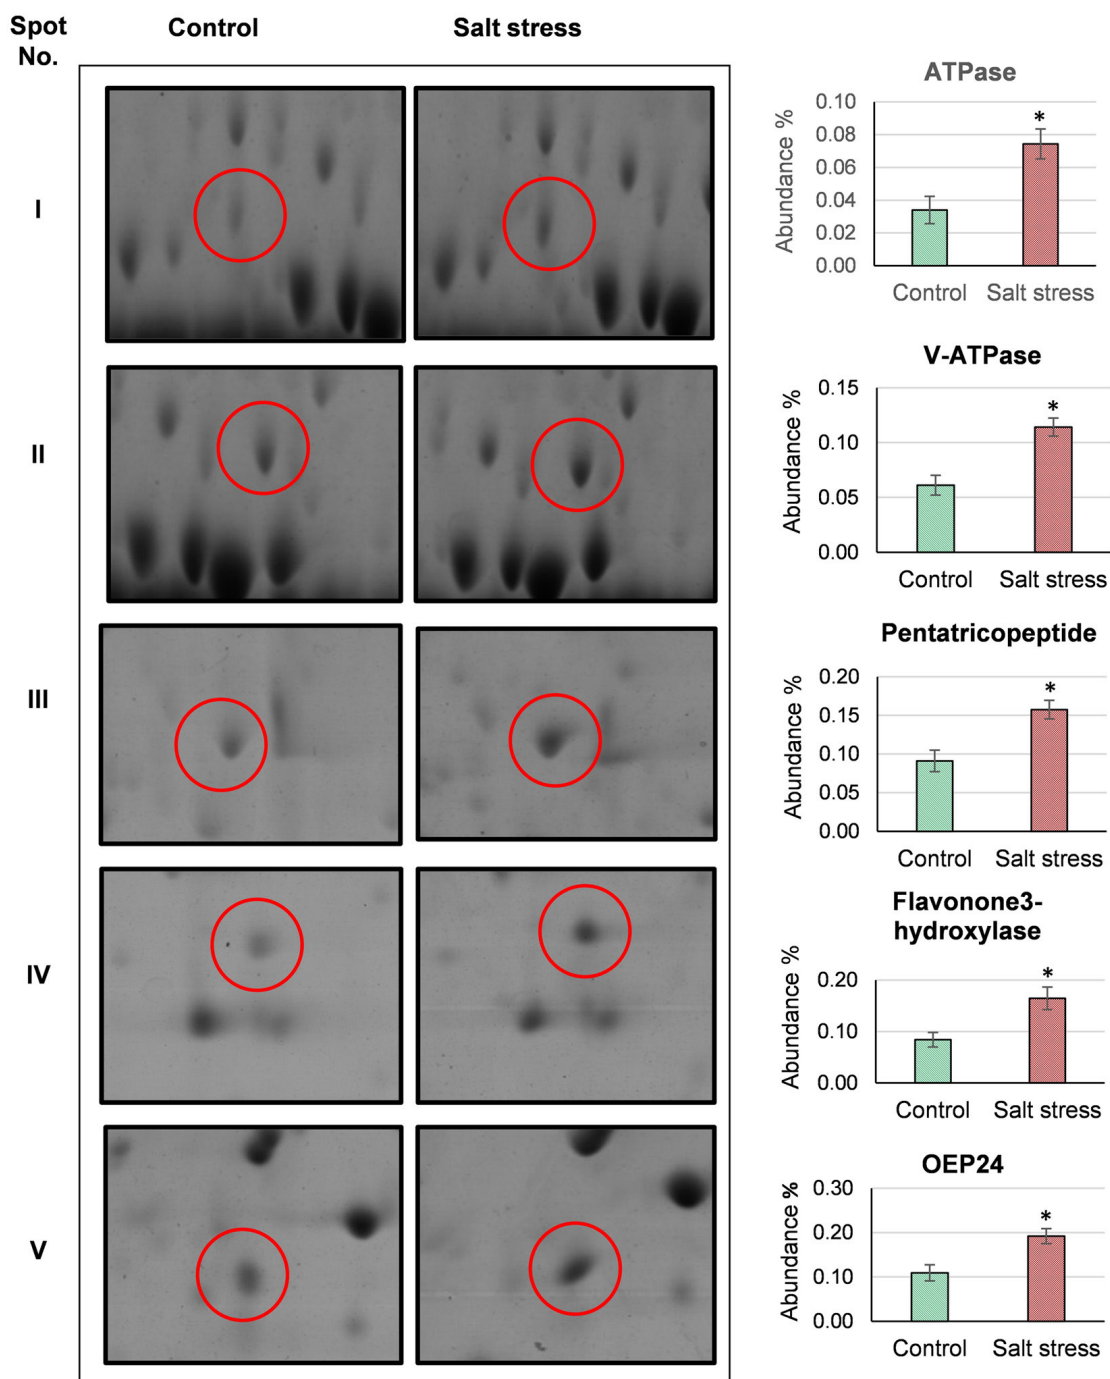 Spot
No.
Control
Salt stress
I
II
III
IV
V
ATPase
Abundance %
0.10
0.08
0.06
0.04
0.02
0.00
*
Control
Salt stress
V-ATPase
Abundance %
0.15
0.10
0.05
0.00
*
Control
Salt stress
Pentatricopeptide
Abundance %
0.20
0.15
0.10
0.05
0.00
*
Control
Salt stress
Flavonone3-
hydroxylase
Abundance %
0.20
0.10
0.00
*
Control
Salt stress
OEP24
Abundance %
0.30
0.20
0.10
0.00
*
Control
Salt stress